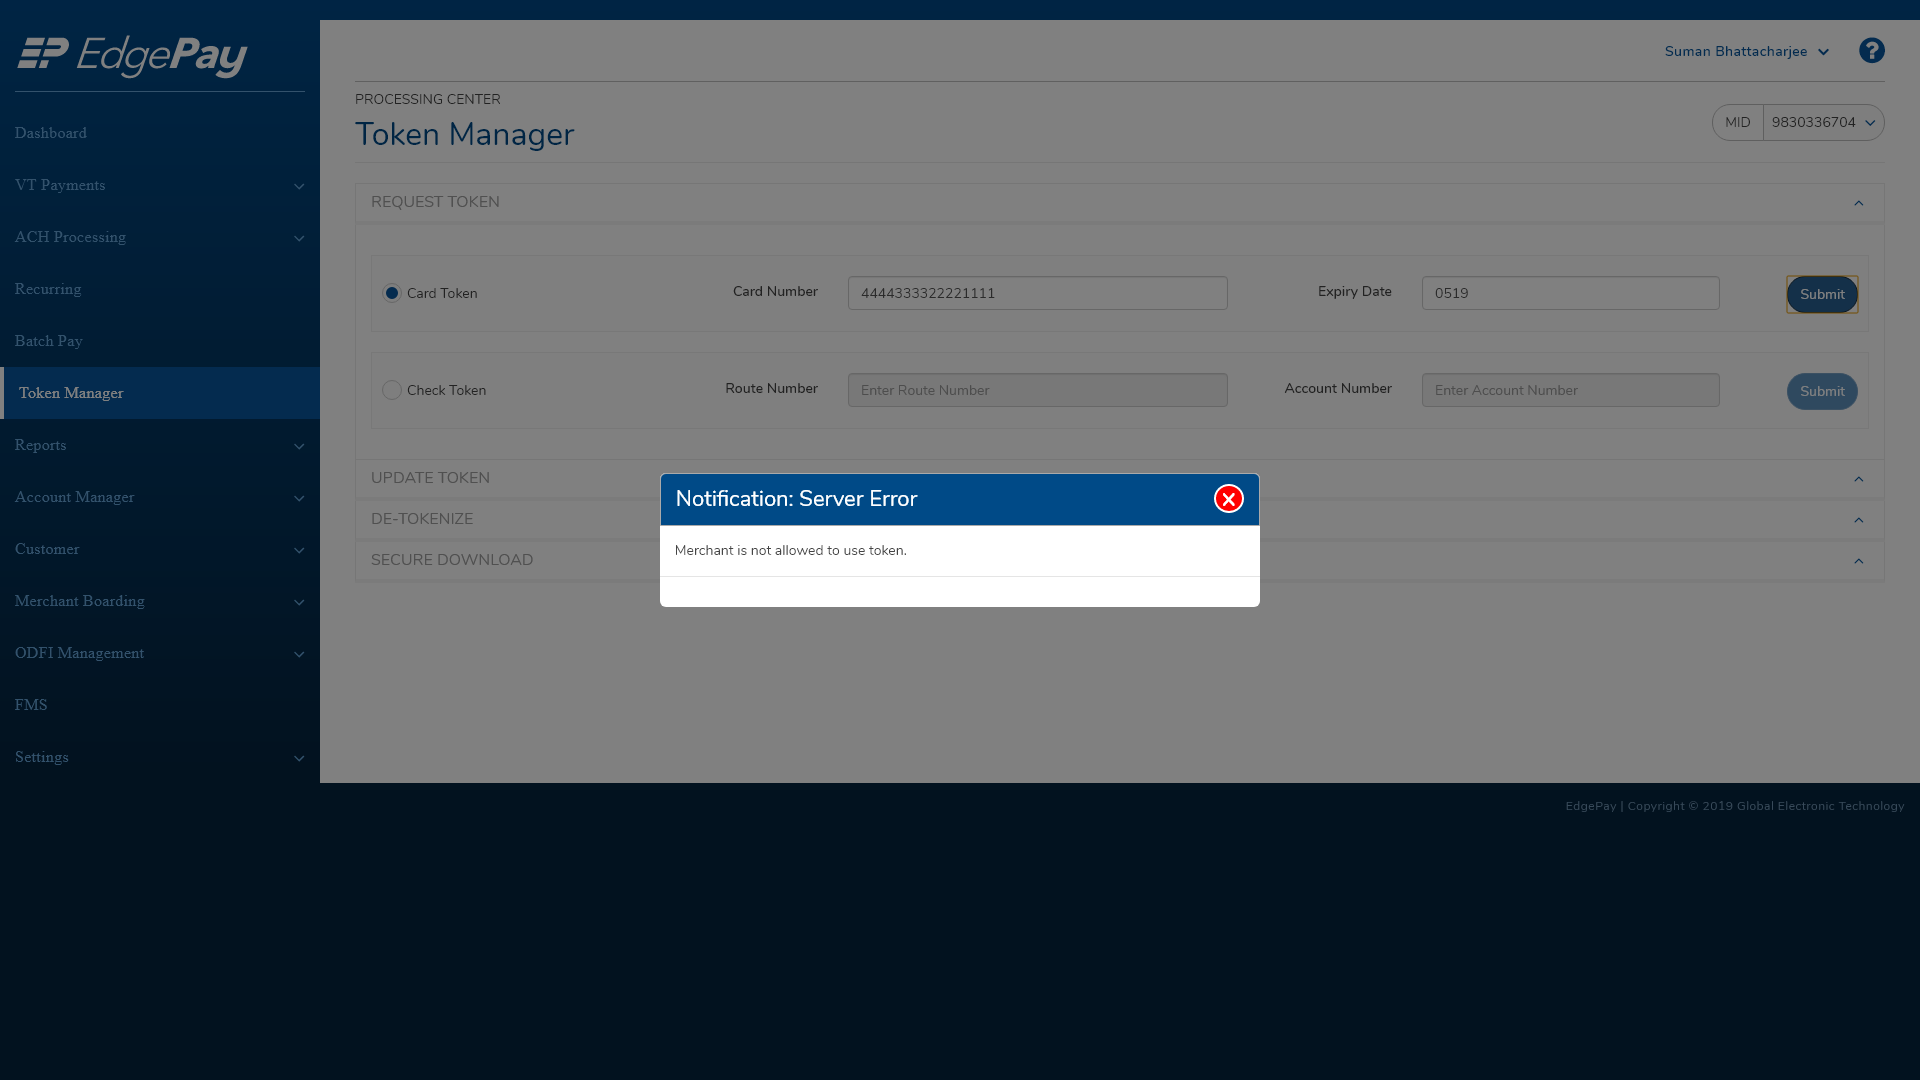 EdgePay
Suman Bhattacharjee
PROCESSING CENTER
Token Manager
MID 9830336704
Dashboard
VT Payments
ACH Processing
Recurring
Batch Pay
Token Manager
Reports
Account Manager
Customer
Merchant Boarding
ODFI Management
FMS
Settings
REQUEST TOKEN
Card Token Card Number 4444333322221111 Expiry Date 0519 Submit
Check Token Route Number Enter Route Number Account Number Enter Account Number Submit
UPDATE TOKEN
DE-TOKENIZE
SECURE DOWNLOAD
Notification: Server Error
Merchant is not allowed to use token.
EdgePay | Copyright © 2019 Global Electronic Technology